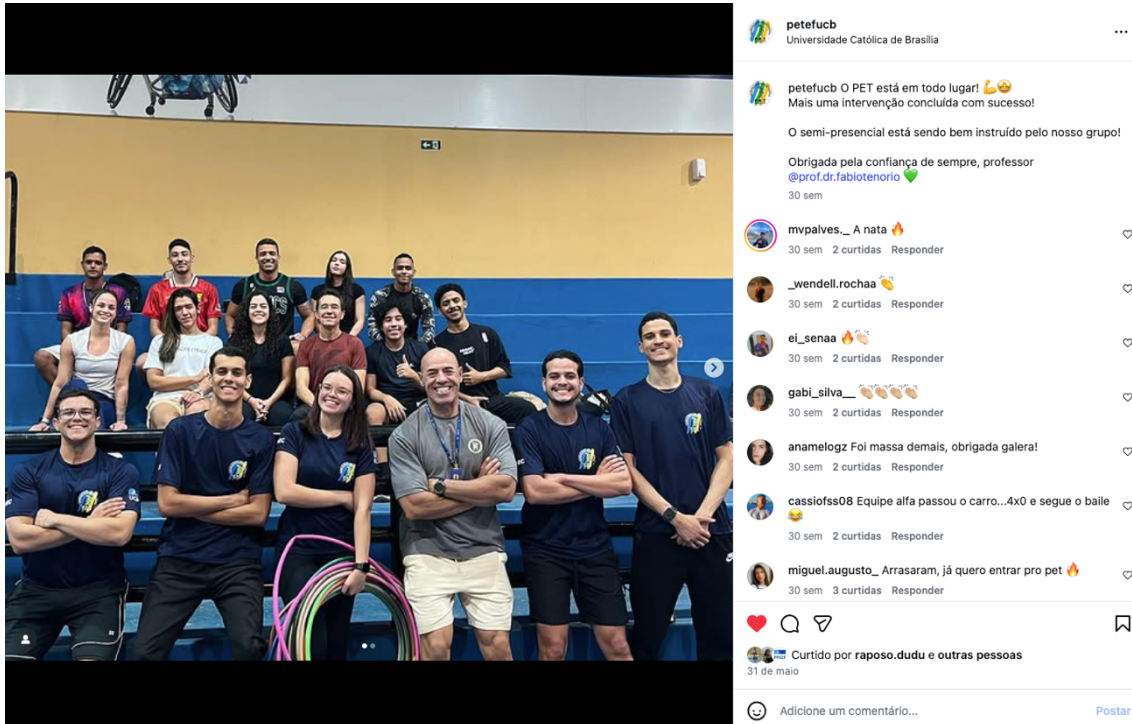 petefucb
Universidade Católica de Brasília
petefucb O PET está em todo lugar! 💪🤩
Mais uma intervenção concluída com sucesso!
O semi-presencial está sendo bem instruído pelo nosso grupo!
Obrigada pela confiança de sempre, professor
@prof.dr.fabiotenorio 💚
30 sem
mvpalves._ A nata 🔥
30 sem 2 curtidas Responder
_wendell.rochaa 👏
30 sem 2 curtidas Responder
ei_senaa 🔥👏🏻
30 sem 2 curtidas Responder
gabi_silva__ 👏🏼👏🏼👏🏼👏🏼
30 sem 2 curtidas Responder
anamelogz Foi massa demais, obrigada galera!
30 sem 2 curtidas Responder
cassiofss08 Equipe alfa passou o carro...4x0 e segue o baile
😂
30 sem 2 curtidas Responder
miguel.augusto_ Arrasaram, já quero entrar pro pet 🔥
30 sem 3 curtidas Responder
Curtido por raposo.dudu e outras pessoas
31 de maio
Adicione um comentário... Postar